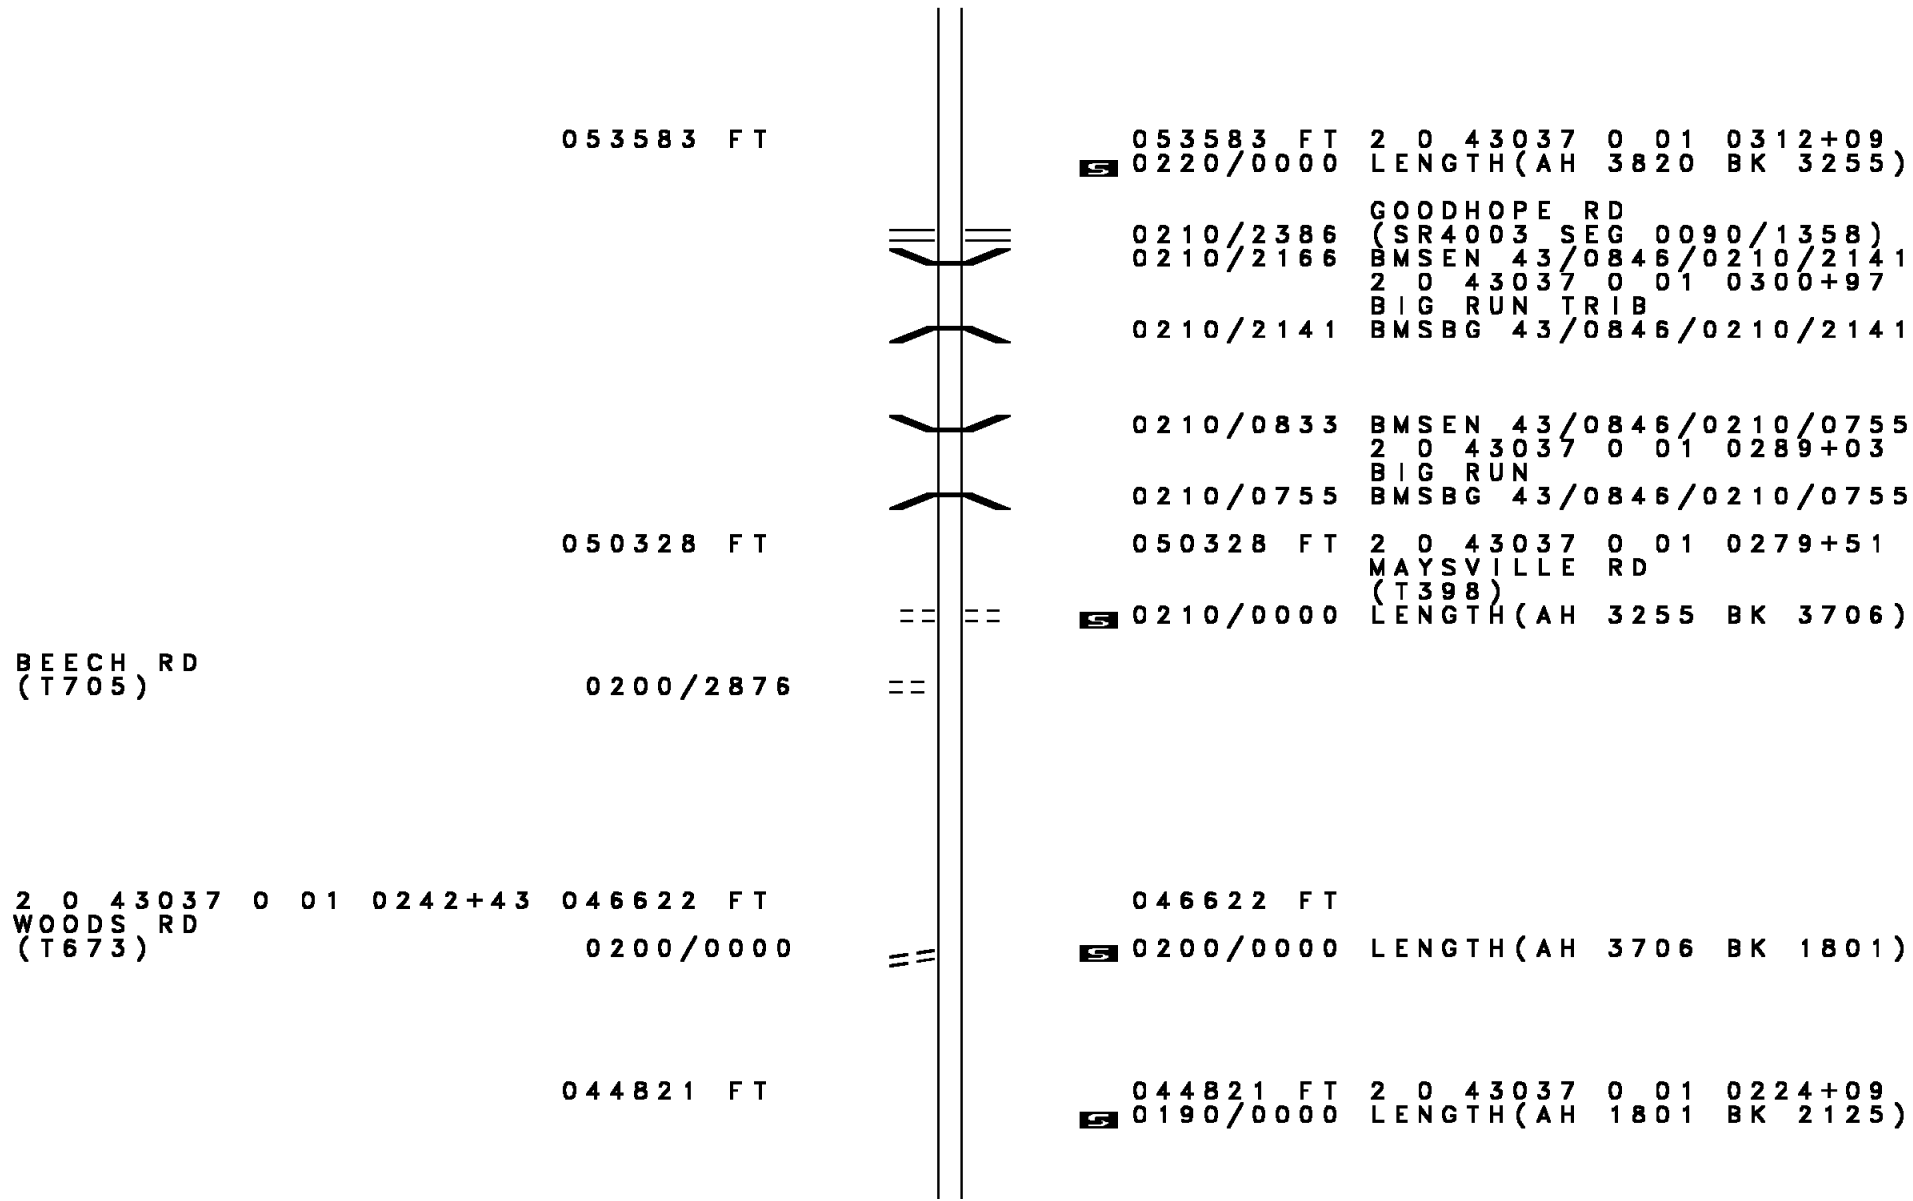 053583 FT 053583 FT 2 0 43037 0 01 0312+09
S 0220/0000 LENGTH(AH 3820 BK 3255)
GOODHOPE RD
0210/2386 (SR4003 SEG 0090/1358)
0210/2166 BMSEN 43/0846/0210/2141
2 0 43037 0 01 0300+97
BIG RUN TRIB
0210/2141 BMSBG 43/0846/0210/2141
0210/0833 BMSEN 43/0846/0210/0755
2 0 43037 0 01 0289+03
BIG RUN
0210/0755 BMSBG 43/0846/0210/0755
050328 FT 050328 FT 2 0 43037 0 01 0279+51
MAYSVILLE RD
(T398)
S 0210/0000 LENGTH(AH 3255 BK 3706)
BEECH RD
(T705) 0200/2876
2 0 43037 0 01 0242+43 046622 FT 046622 FT
WOODS RD
(T673) 0200/0000 S 0200/0000 LENGTH(AH 3706 BK 1801)
044821 FT 044821 FT 2 0 43037 0 01 0224+09
S 0190/0000 LENGTH(AH 1801 BK 2125)